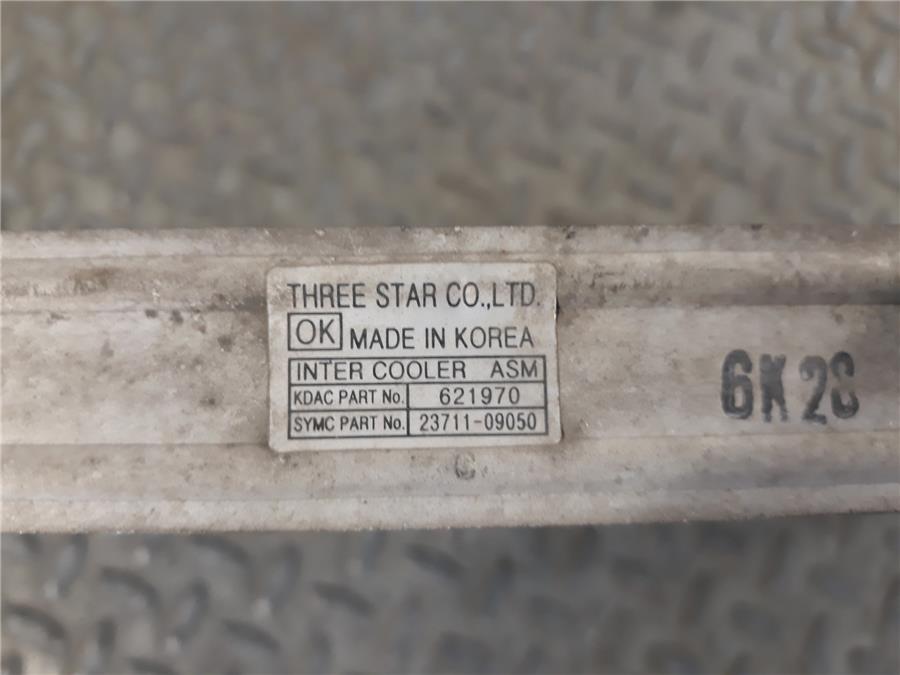 THREE STAR CO.,LTD.
OK MADE IN KOREA
INTER COOLER ASM
KDAC PART No. 621970
SYMC PART No. 23711-09050
6K28